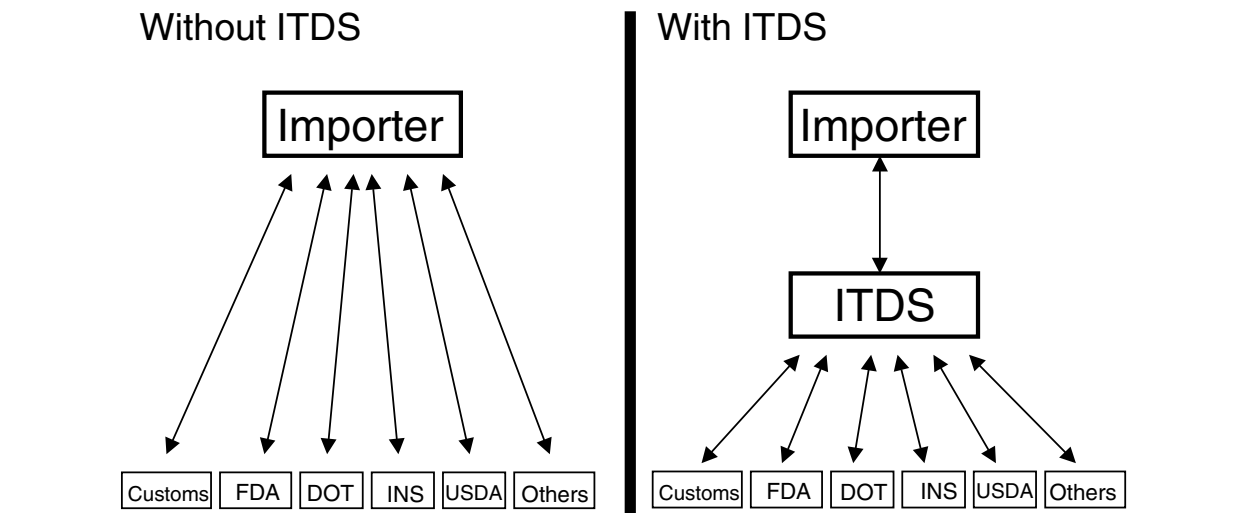 Without ITDS
Importer
Customs
FDA
DOT
INS
USDA
Others
With ITDS
Importer
ITDS
Customs
FDA
DOT
INS
USDA
Others